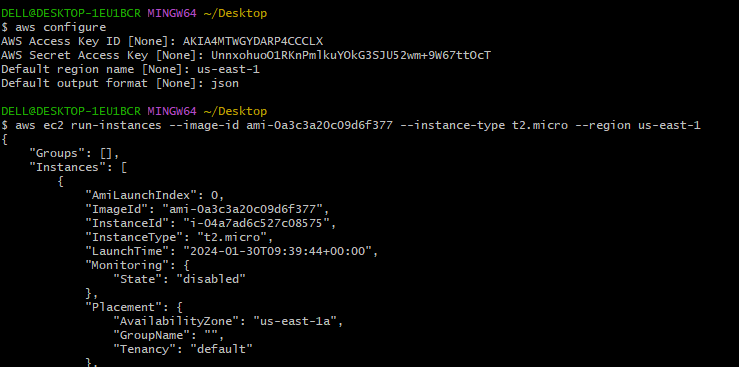 DELL@DESKTOP-1EU1BCR MINGW64 ~/Desktop
$ aws configure
AWS Access Key ID [None]: AKIA4MTWGYDARP4CCCLX
AWS Secret Access Key [None]: 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
Default region name [None]: us-east-1
Default output format [None]: json
DELL@DESKTOP-1EU1BCR MINGW64 ~/Desktop
$ aws ec2 run-instances --image-id ami-0a3c3a20c09d6f377 --instance-type t2.micro --region us-east-1
{
    "Groups": [],
    "Instances": [
        {
            "AmiLaunchIndex": 0,
            "ImageId": "ami-0a3c3a20c09d6f377",
            "InstanceId": "i-04a7ad6c527c08575",
            "InstanceType": "t2.micro",
            "LaunchTime": "2024-01-30T09:39:44+00:00",
            "Monitoring": {
                "State": "disabled"
            },
            "Placement": {
                "AvailabilityZone": "us-east-1a",
                "GroupName": "",
                "Tenancy": "default"
            },